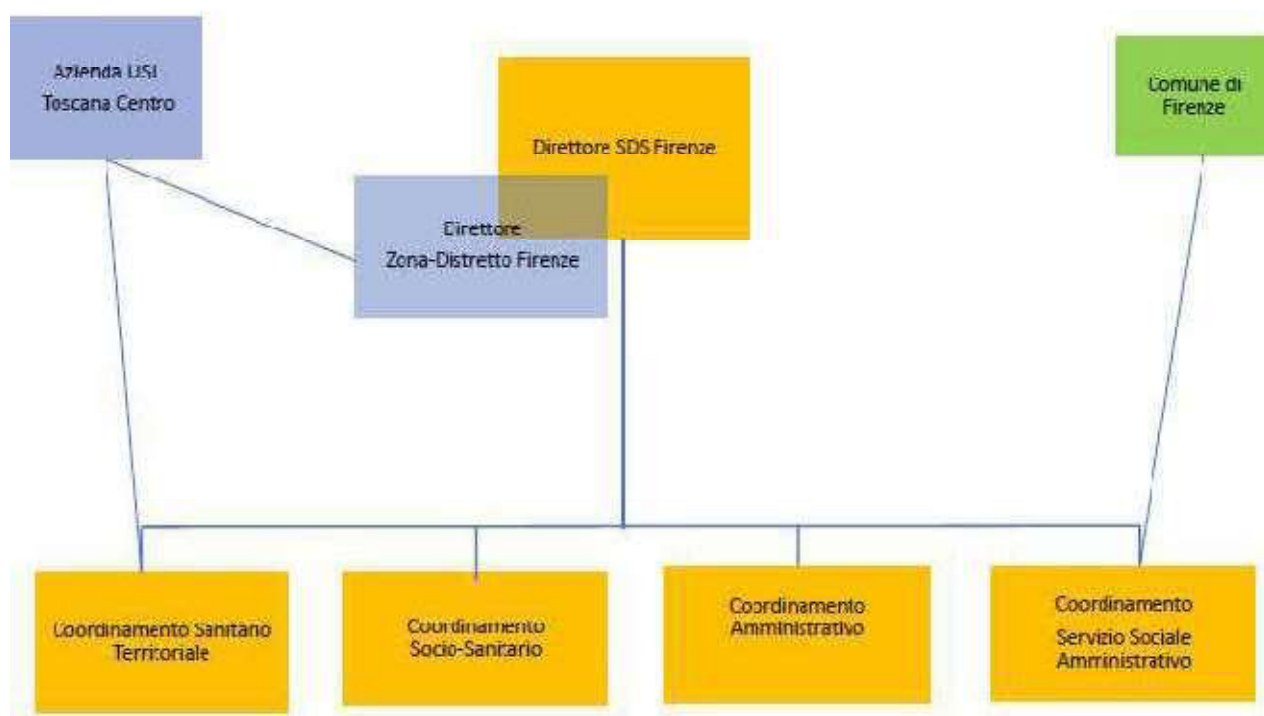 Azienda USL
Toscana Centro
Comune di
Firenze
Direttore SDS Firenze
Direttore
Zona-Distretto Firenze
Coordinamento Sanitario
Territoriale
Coordinamento
Socio-Sanitario
Coordinamento
Amministrativo
Coordinamento
Servizio Sociale
Amministrativo